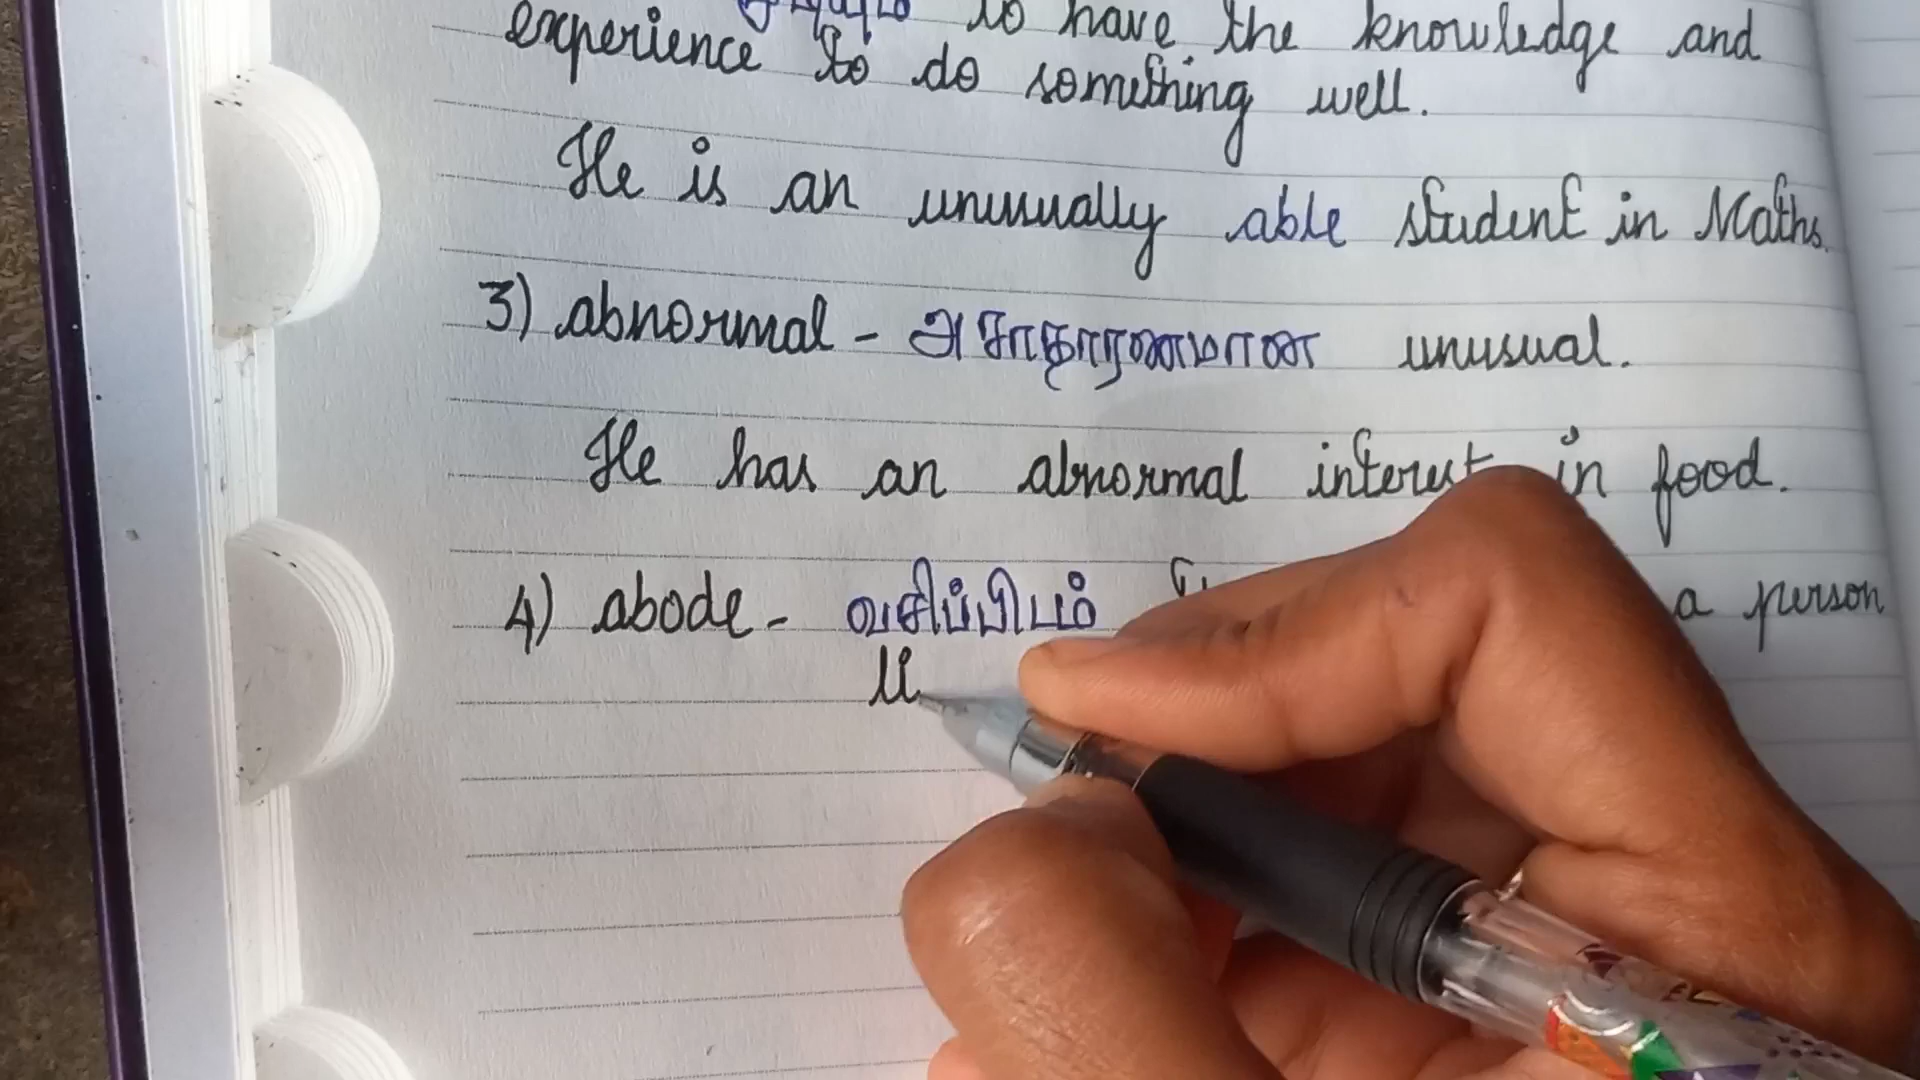 to have the knowledge and
experience to do something well.
He is an unusually able student in Maths.
3) abnormal - அசாதாரணமான unusual.
He has an abnormal interest in food.
4) abode - வசிப்பிடம் a person